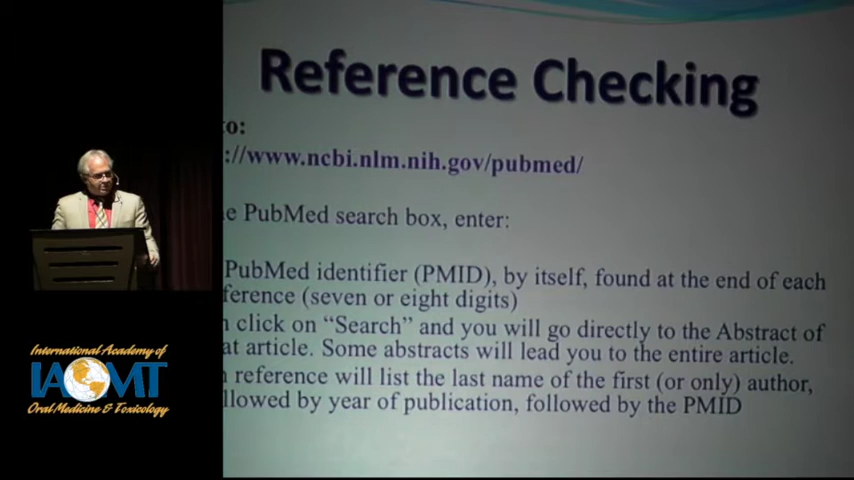 Reference Checking
to:
://www.ncbi.nlm.nih.gov/pubmed/
PubMed search box, enter:
PubMed identifier (PMID), by itself, found at the end of each
(seven or eight digits)
click on “Search” and you will go directly to the Abstract of
article. Some abstracts will lead you to the entire article.
reference will list the last name of the first (or only) author,
by year of publication, followed by the PMID
International Academy of
IAOMT
Oral Medicine & Toxicology